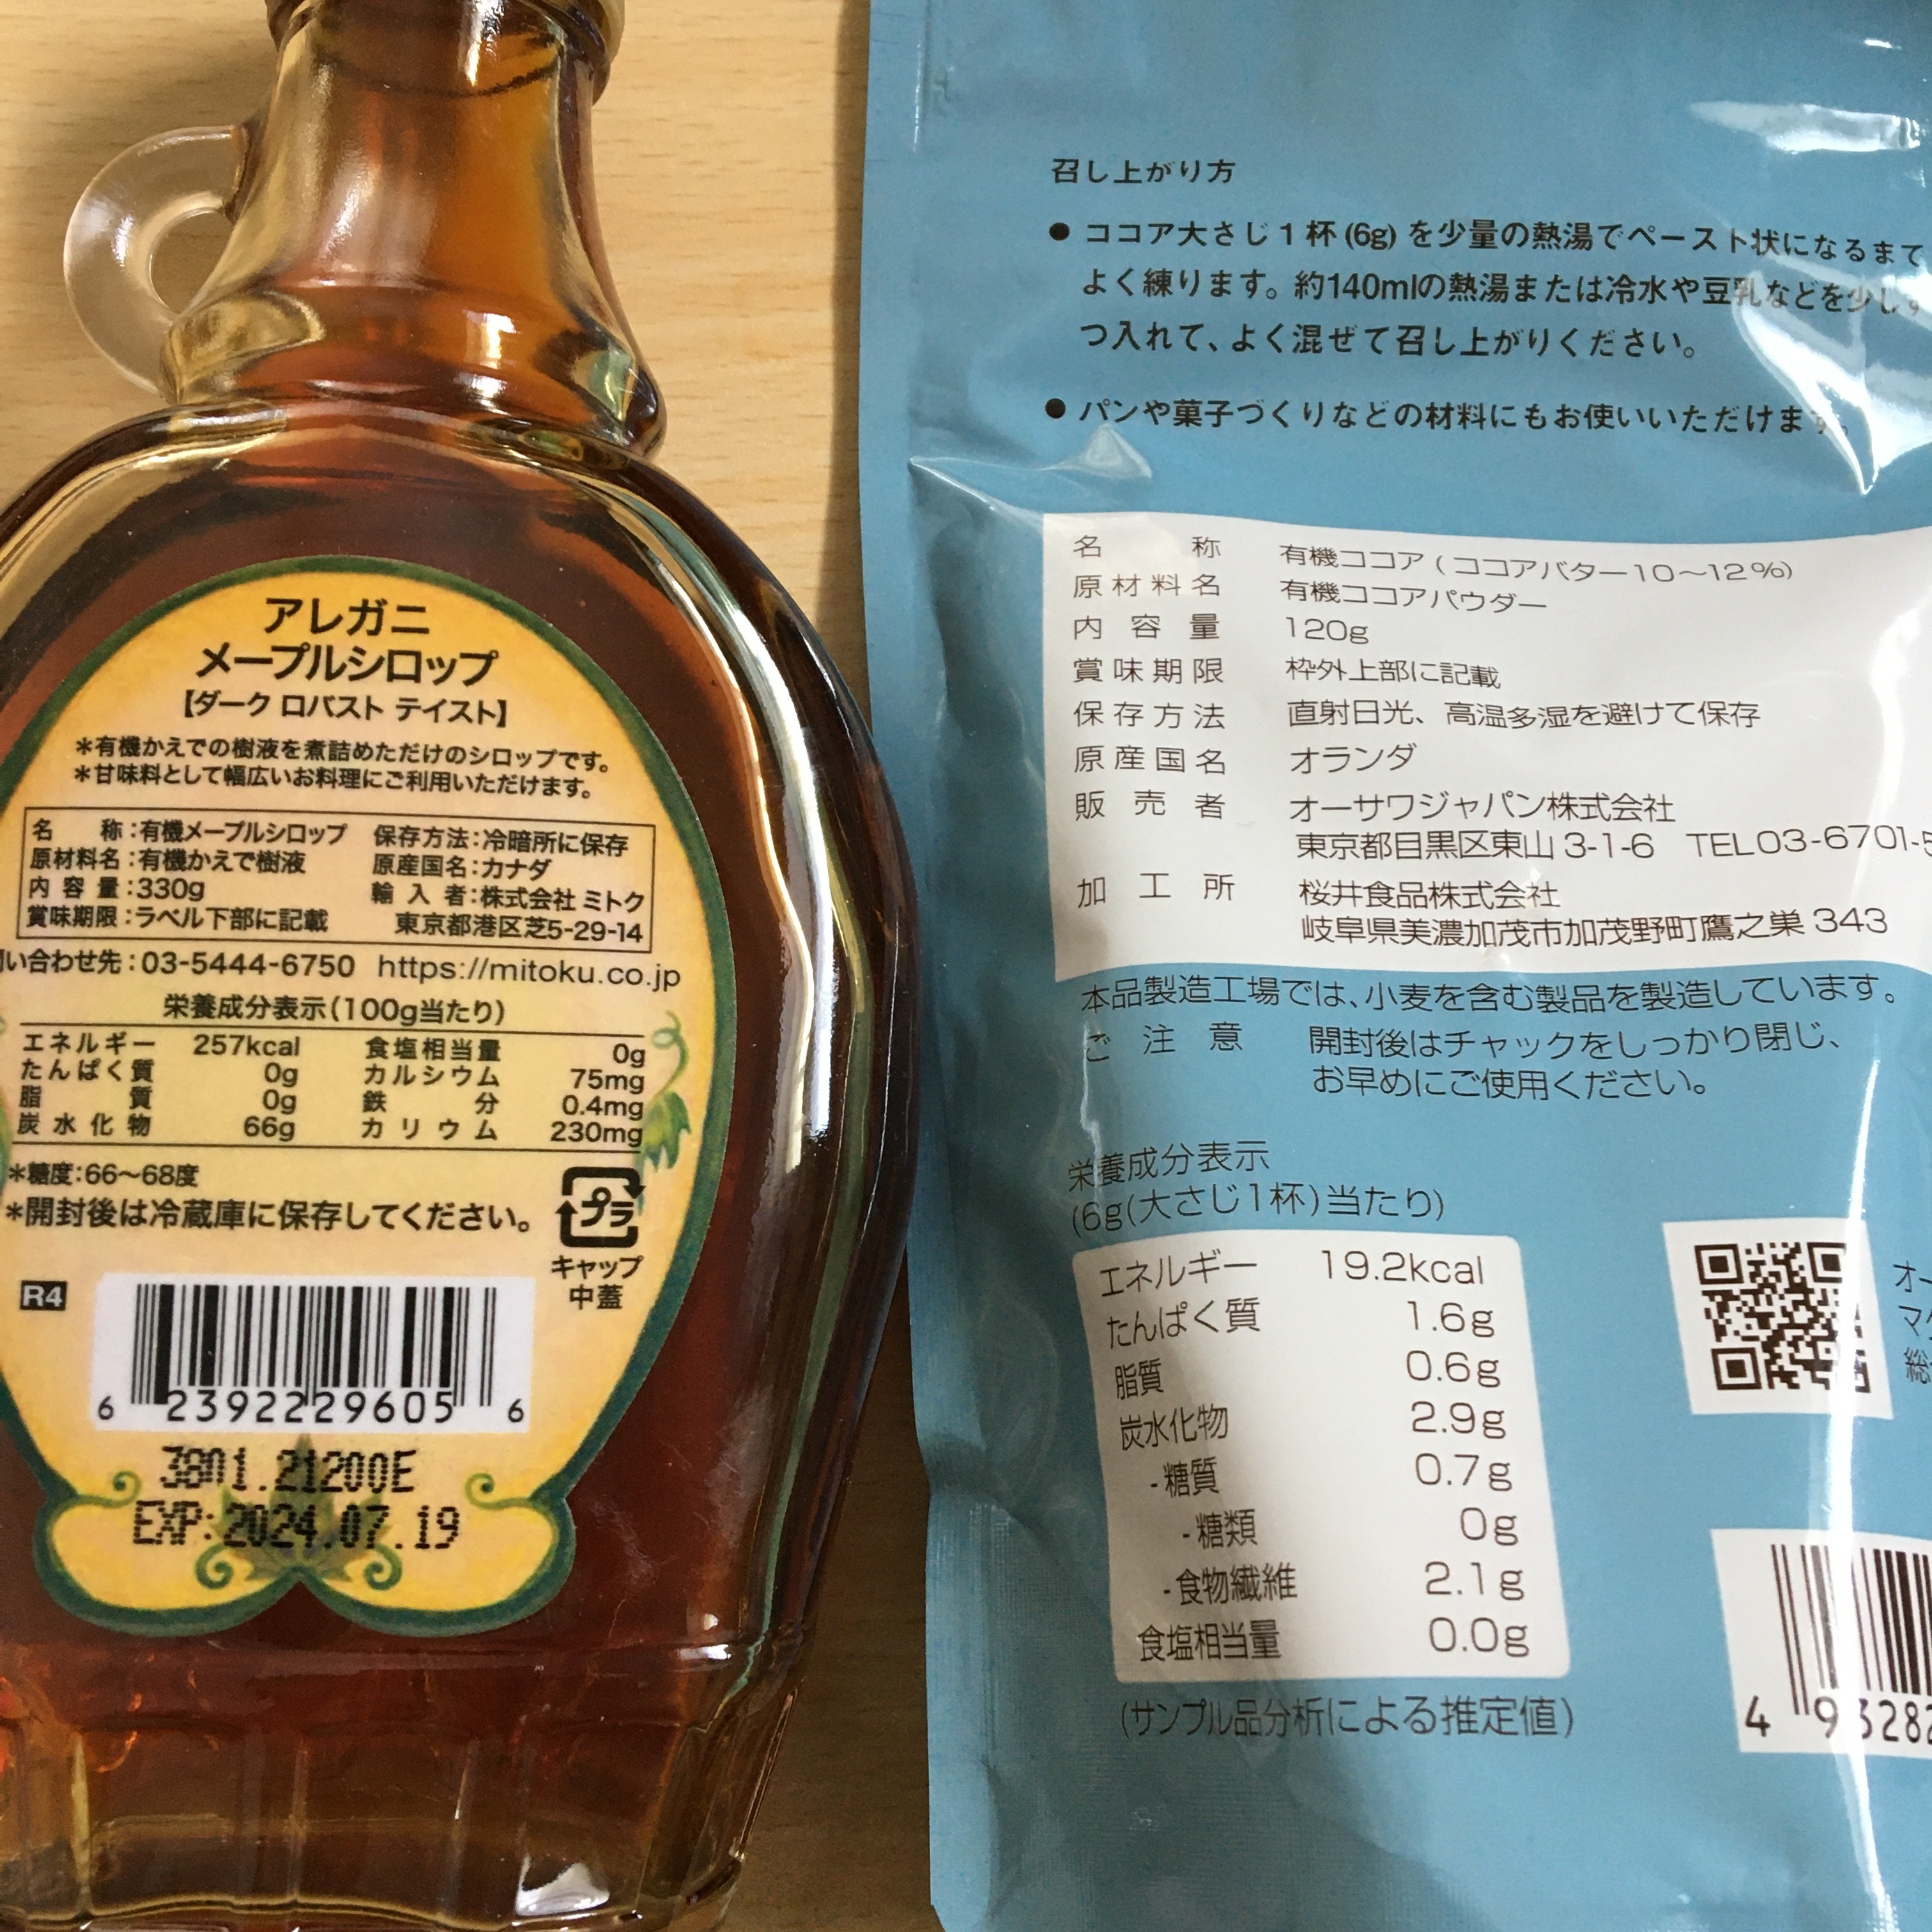 アレガニ
メープルシロップ
【ダーク ロバスト テイスト】
＊有機かえでの樹液を煮詰めただけのシロップです。
＊甘味料として幅広いお料理にご利用いただけます。
名 称：有機メープルシロップ
原材料名：有機かえで樹液
内容量：330g
賞味期限：ラベル下部に記載
保存方法：冷暗所に保存
原産国名：カナダ
輸入者：株式会社 ミトク
東京都港区芝5-29-14
い合わせ先：03-5444-6750 https://mitoku.co.jp
栄養成分表示(100g当たり)
エネルギー 257kcal
たんぱく質 0g
脂質 0g
炭水化物 66g
食塩相当量 0g
カルシウム 75mg
鉄分 0.4mg
カリウム 230mg
＊糖度：66〜68度
＊開封後は冷蔵庫に保存してください。
プラ
キャップ
中蓋
R4
6 2392229605 6
3801.21200E
EXP:2024.07.19
召し上がり方
● ココア大さじ1杯(6g)を少量の熱湯でペースト状になるまで
よく練ります。約140mlの熱湯または冷水や豆乳などを少しず
つ入れて、よく混ぜて召し上がりください。
● パンや菓子づくりなどの材料にもお使いいただけます。
名称 有機ココア(ココアバター10〜12%)
原材料名 有機ココアパウダー
内容量 120g
賞味期限 枠外上部に記載
保存方法 直射日光、高温多湿を避けて保存
原産国名 オランダ
販売者 オーサワジャパン株式会社
東京都目黒区東山3-1-6 TEL03-6701-5
加工所 桜井食品株式会社
岐阜県美濃加茂市加茂野町鷹之巣343
本品製造工場では、小麦を含む製品を製造しています。
ご注意 開封後はチャックをしっかり閉じ、
お早めにご使用ください。
栄養成分表示
(6g(大さじ1杯)当たり)
エネルギー 19.2kcal
たんぱく質 1.6g
脂質 0.6g
炭水化物 2.9g
-糖質 0.7g
-糖類 0g
-食物繊維 2.1g
食塩相当量 0.0g
(サンプル品分析による推定値)
オー
マク
総
4 93282